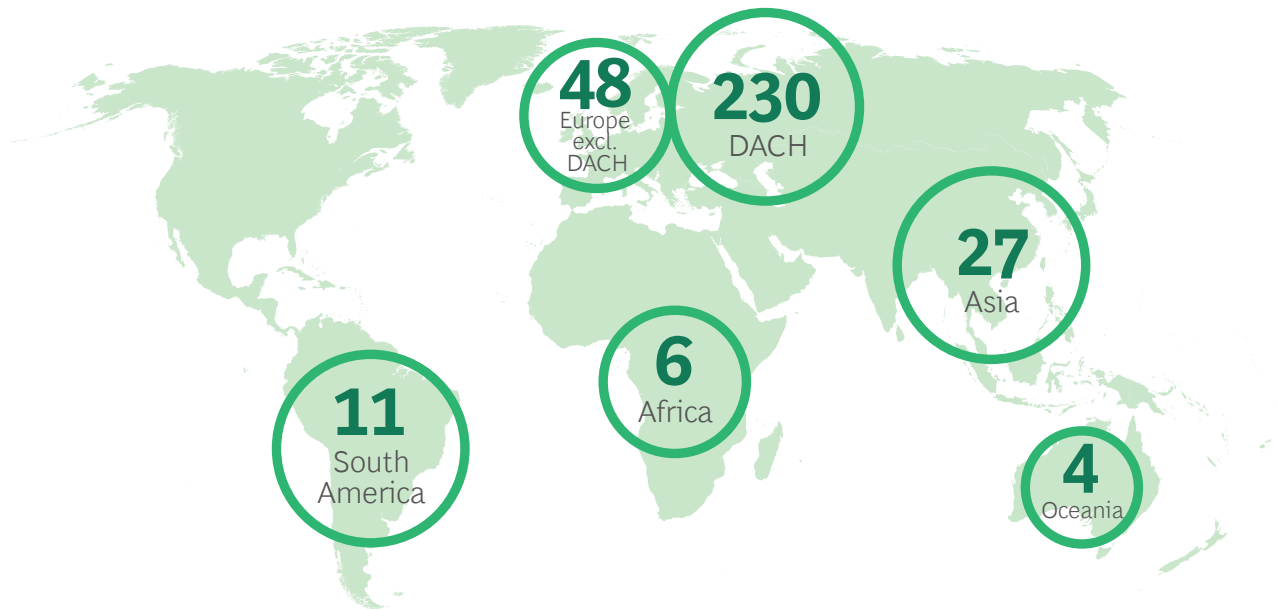 48
Europe
excl.
DACH
230
DACH
27
Asia
6
Africa
11
South
America
4
Oceania